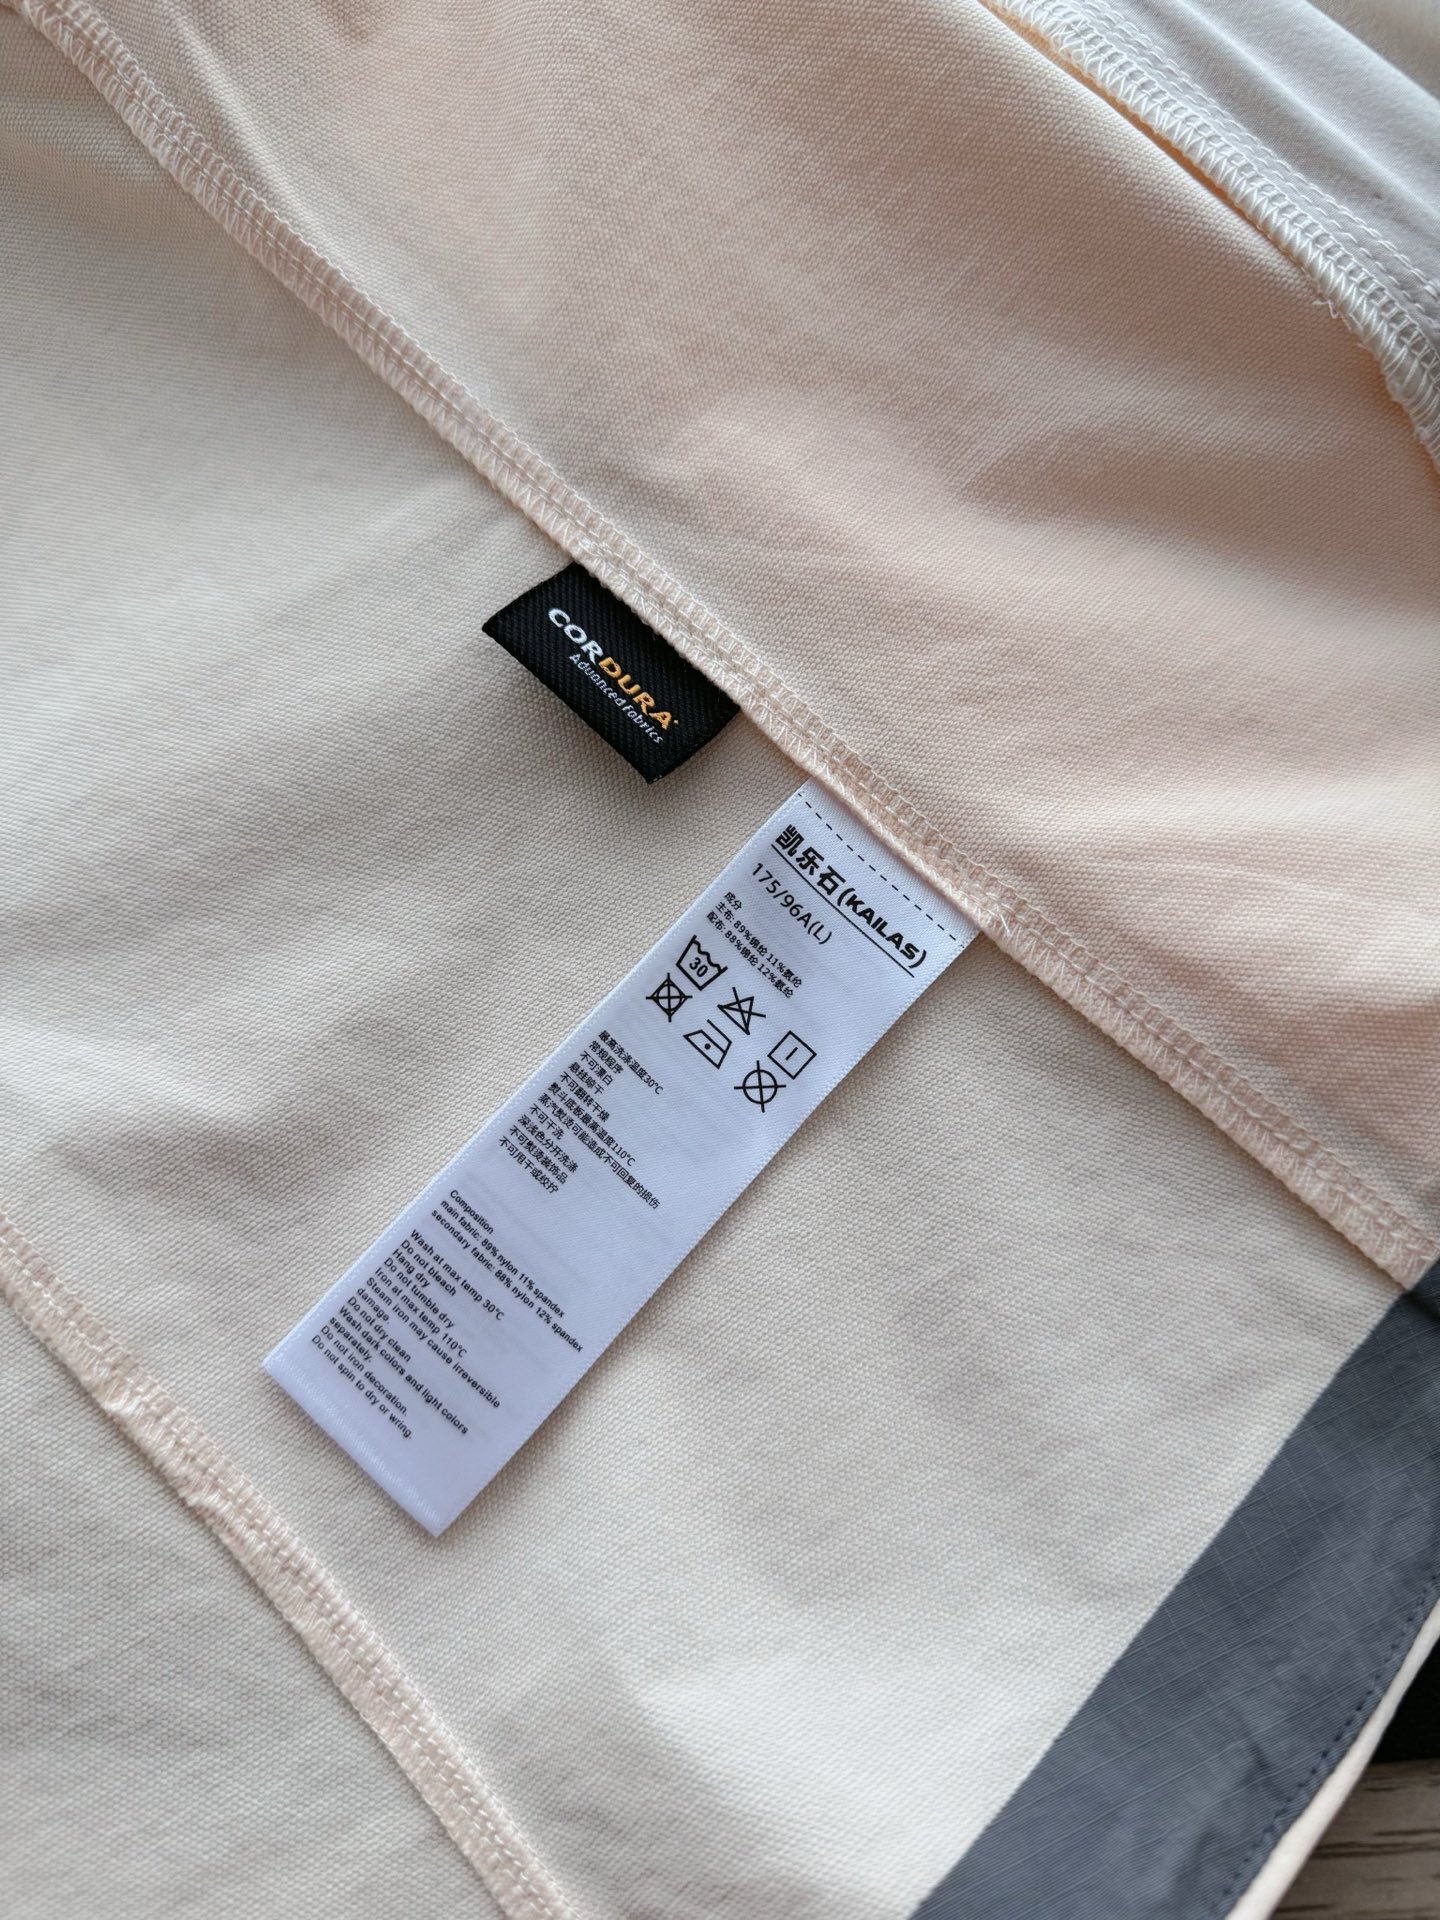 CORDURA
AdvancedFabrics
凯乐石(KAILAS)
175/96A(L)
成分
主布: 89%锦纶 11%氨纶
配布: 88%锦纶 12%氨纶
30
最高洗涤温度30℃
常规程序
不可漂白
悬挂晾干
不可翻转干燥
熨斗底板最高温度110℃
蒸汽熨烫可能造成不可回复的损伤
不可干洗
深浅色分开洗涤
不可熨烫装饰品
不可甩干或绞拧
Composition
main fabric: 89% nylon 11% spandex
secondary fabric: 88% nylon 12% spandex
Wash at max temp 30℃
Do not bleach
Hang dry
Do not tumble dry
Iron at max temp 110℃
Steam iron may cause irreversible
damage.
Do not dry clean
Wash dark colors and light colors
separately.
Do not iron decoration.
Do not spin to dry or wring.